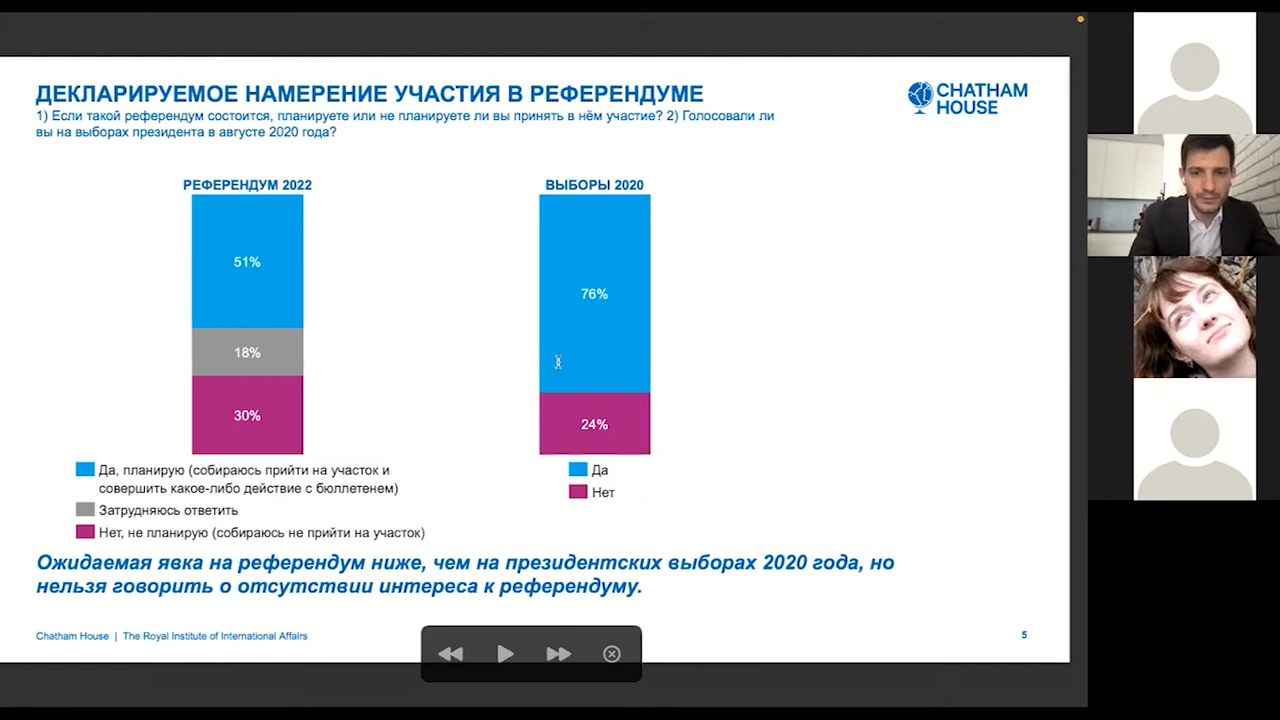 ДЕКЛАРИРУЕМОЕ НАМЕРЕНИЕ УЧАСТИЯ В РЕФЕРЕНДУМЕ
1) Если такой референдум состоится, планируете или не планируете ли вы принять в нём участие? 2) Голосовали ли
вы на выборах президента в августе 2020 года?
CHATHAM
HOUSE
РЕФЕРЕНДУМ 2022
51%
18%
30%
Да, планирую (собираюсь прийти на участок и
совершить какое-либо действие с бюллетенем)
Затрудняюсь ответить
Нет, не планирую (собираюсь не прийти на участок)
ВЫБОРЫ 2020
76%
24%
Да
Нет
Ожидаемая явка на референдум ниже, чем на президентских выборах 2020 года, но
нельзя говорить о отсутствии интереса к референдуму.
Chatham House | The Royal Institute of International Affairs
5